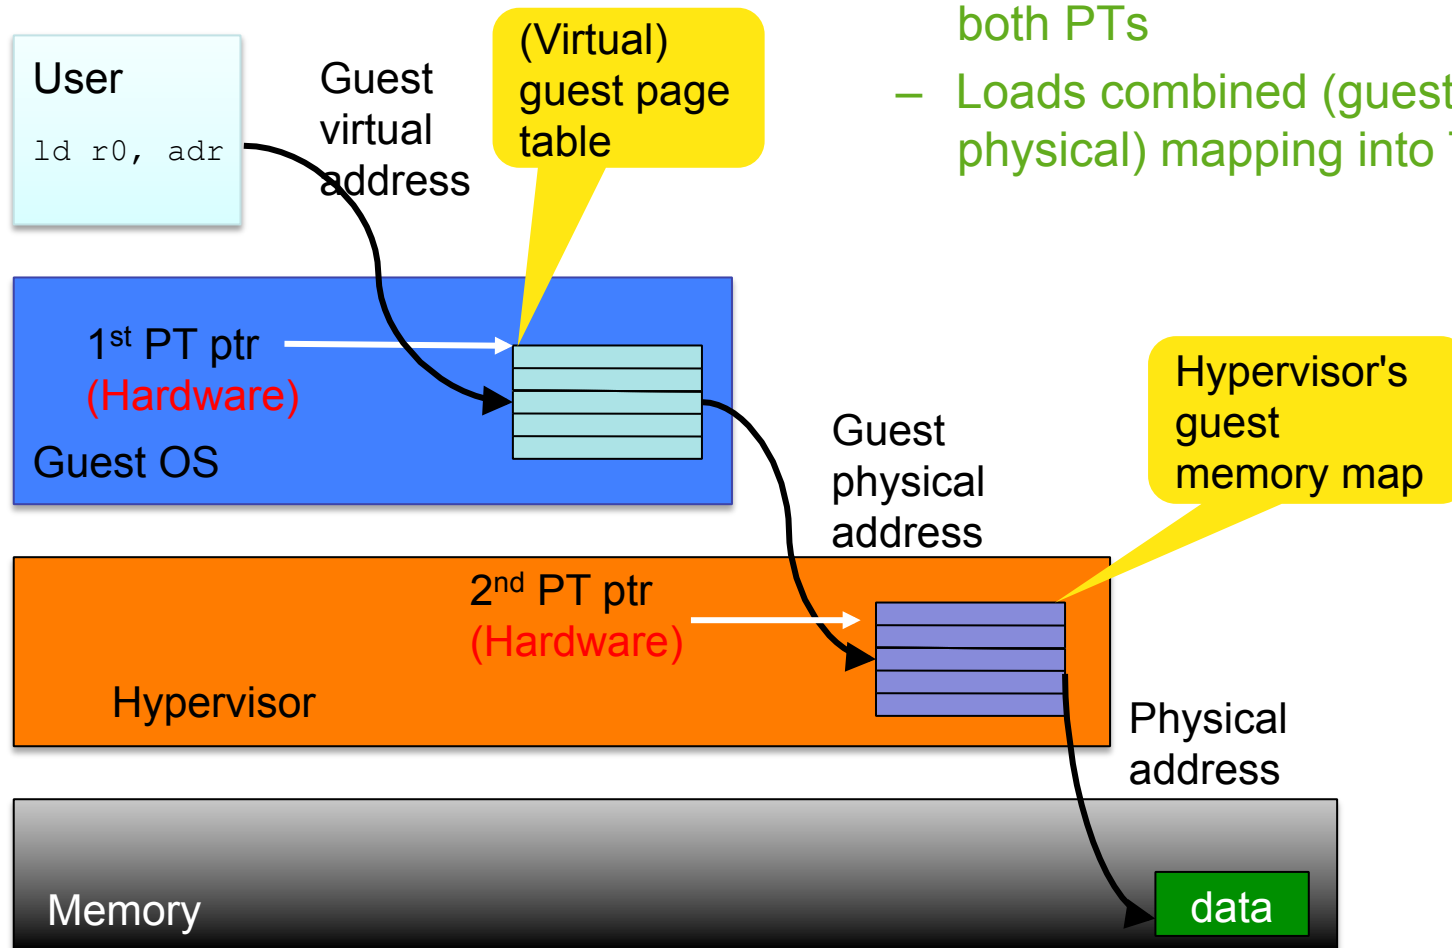 both PTs
– Loads combined (guest
physical) mapping into
User
ld r0, adr
Guest
virtual
address
(Virtual)
guest page
table
1st PT ptr
(Hardware)
Guest OS
Guest
physical
address
Hypervisor's
guest
memory map
2nd PT ptr
(Hardware)
Hypervisor
Physical
address
Memory
data